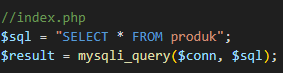 //index.php
$sql = "SELECT * FROM produk";
$result = mysqli_query($conn, $sql);